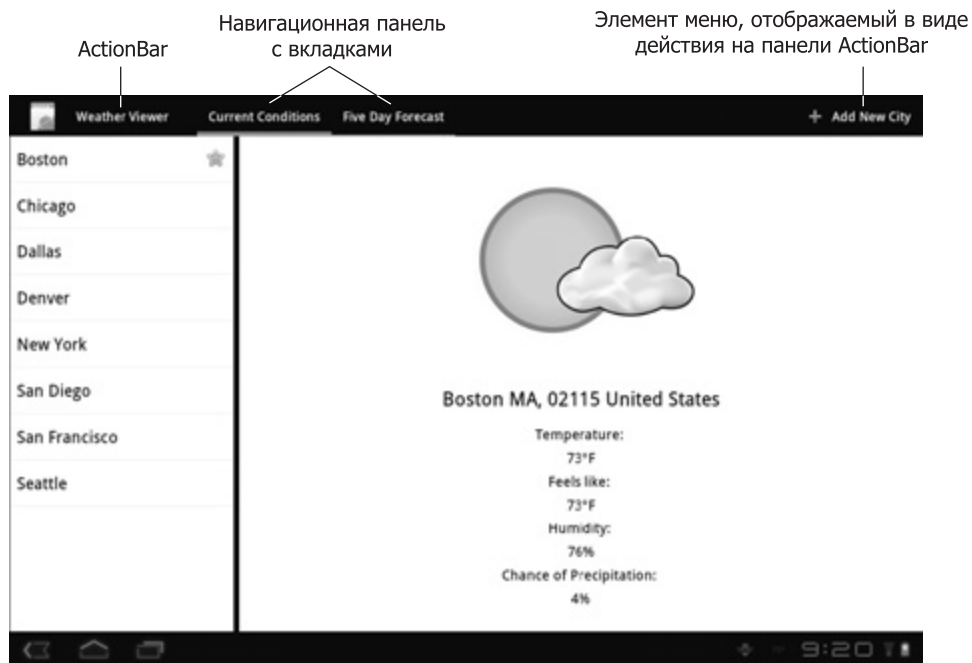 ActionBar
Навигационная панель
с вкладками
Элемент меню, отображаемый в виде
действия на панели ActionBar
Weather Viewer
Current Conditions
Five Day Forecast
+ Add New City
Boston
Chicago
Dallas
Denver
New York
San Diego
San Francisco
Seattle
Boston MA, 02115 United States
Temperature:
73°F
Feels like:
73°F
Humidity:
76%
Chance of Precipitation:
4%
9:20